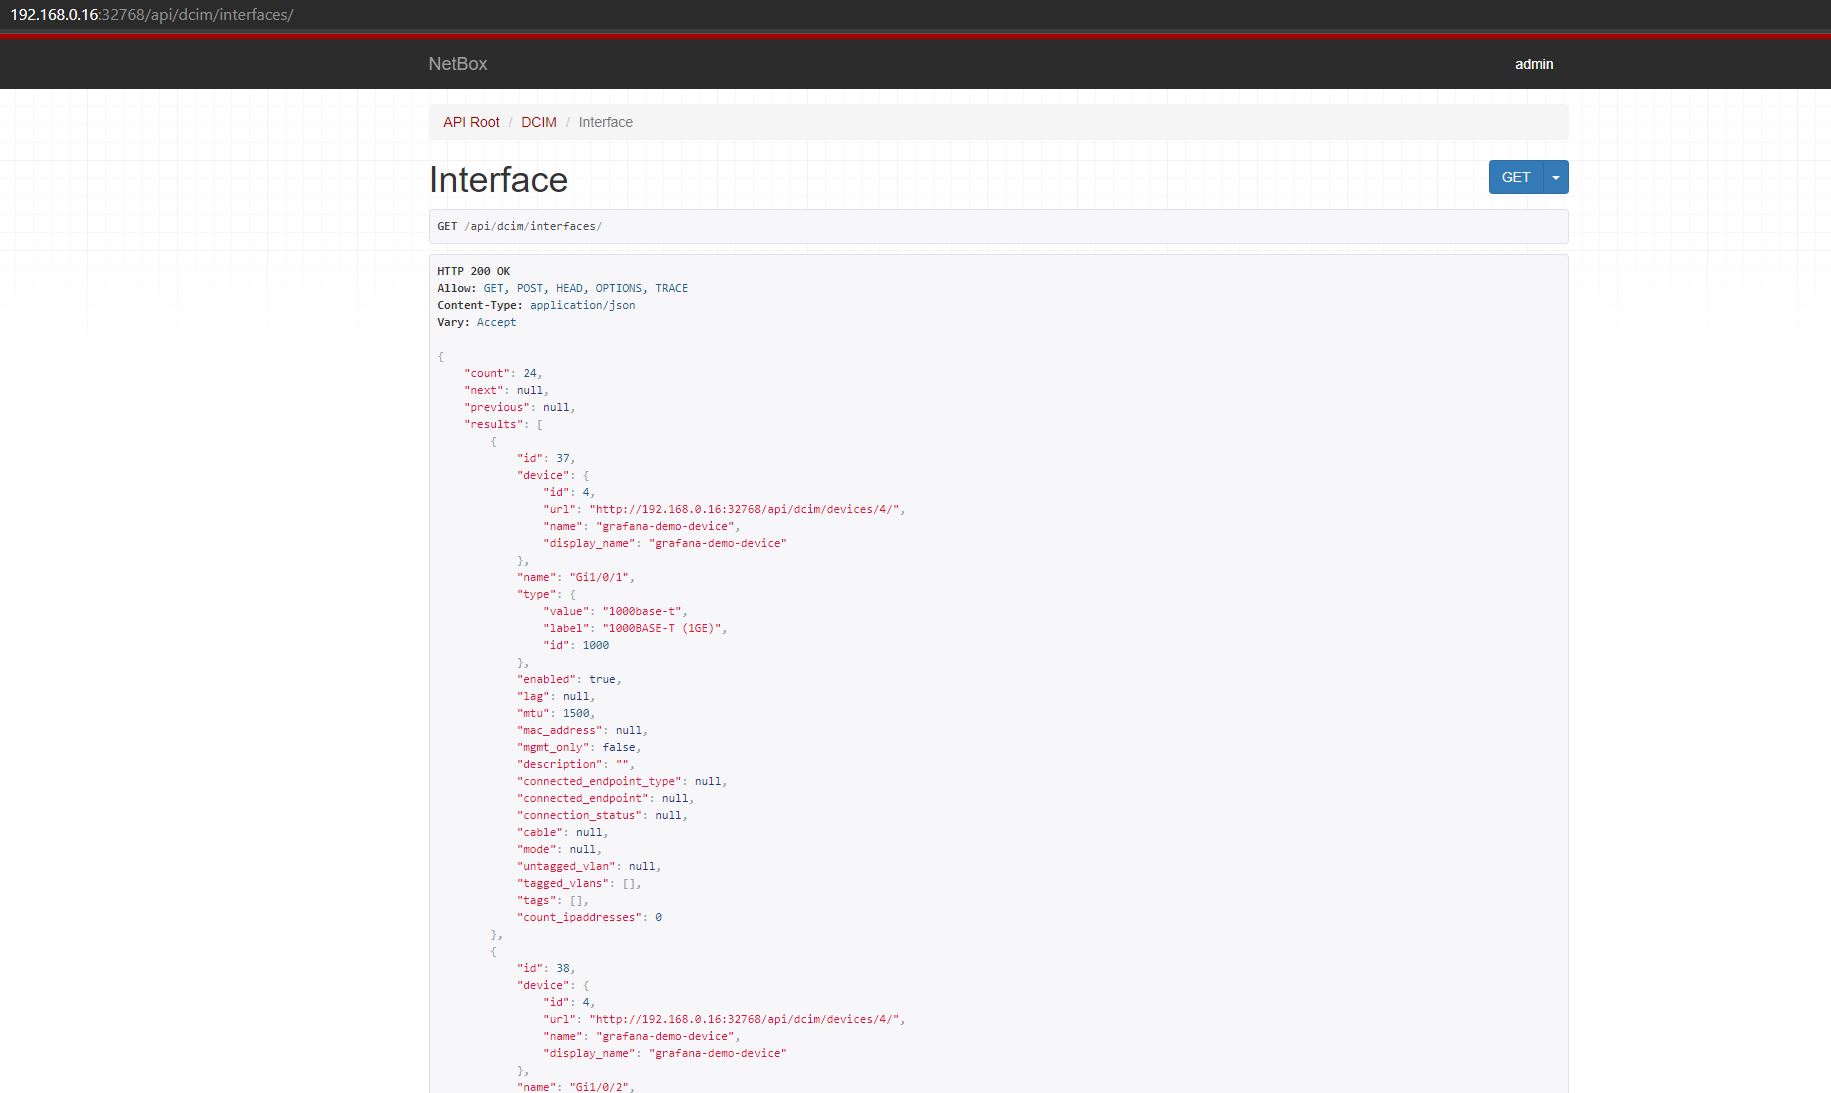 192.168.0.16:32768/api/dcim/interfaces/
NetBox
admin
API Root / DCIM / Interface
Interface
GET
GET /api/dcim/interfaces/
HTTP 200 OK
Allow: GET, POST, HEAD, OPTIONS, TRACE
Content-Type: application/json
Vary: Accept
{
    "count": 24,
    "next": null,
    "previous": null,
    "results": [
        {
            "id": 37,
            "device": {
                "id": 4,
                "url": "http://192.168.0.16:32768/api/dcim/devices/4/",
                "name": "grafana-demo-device",
                "display_name": "grafana-demo-device"
            },
            "name": "Gi1/0/1",
            "type": {
                "value": "1000base-t",
                "label": "1000BASE-T (1GE)",
                "id": 1000
            },
            "enabled": true,
            "lag": null,
            "mtu": 1500,
            "mac_address": null,
            "mgmt_only": false,
            "description": "",
            "connected_endpoint_type": null,
            "connected_endpoint": null,
            "connection_status": null,
            "cable": null,
            "mode": null,
            "untagged_vlan": null,
            "tagged_vlans": [],
            "tags": [],
            "count_ipaddresses": 0
        },
        {
            "id": 38,
            "device": {
                "id": 4,
                "url": "http://192.168.0.16:32768/api/dcim/devices/4/",
                "name": "grafana-demo-device",
                "display_name": "grafana-demo-device"
            },
            "name": "Gi1/0/2",